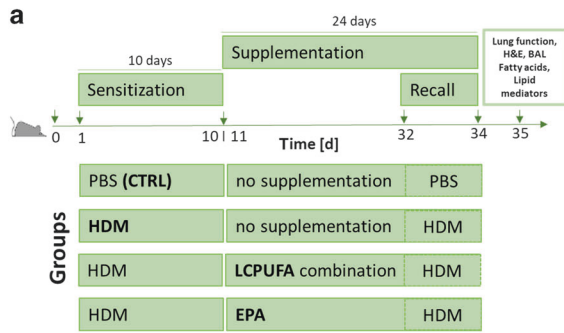 a
24 days
10 days
Supplementation
Sensitization
Recall
Lung function,
H&E, BAL
Fatty acids,
Lipid
mediators
0 1 10 11 Time [d] 32 34 35
Groups
PBS (CTRL) no supplementation PBS
HDM no supplementation HDM
HDM LCPUFA combination HDM
HDM EPA HDM